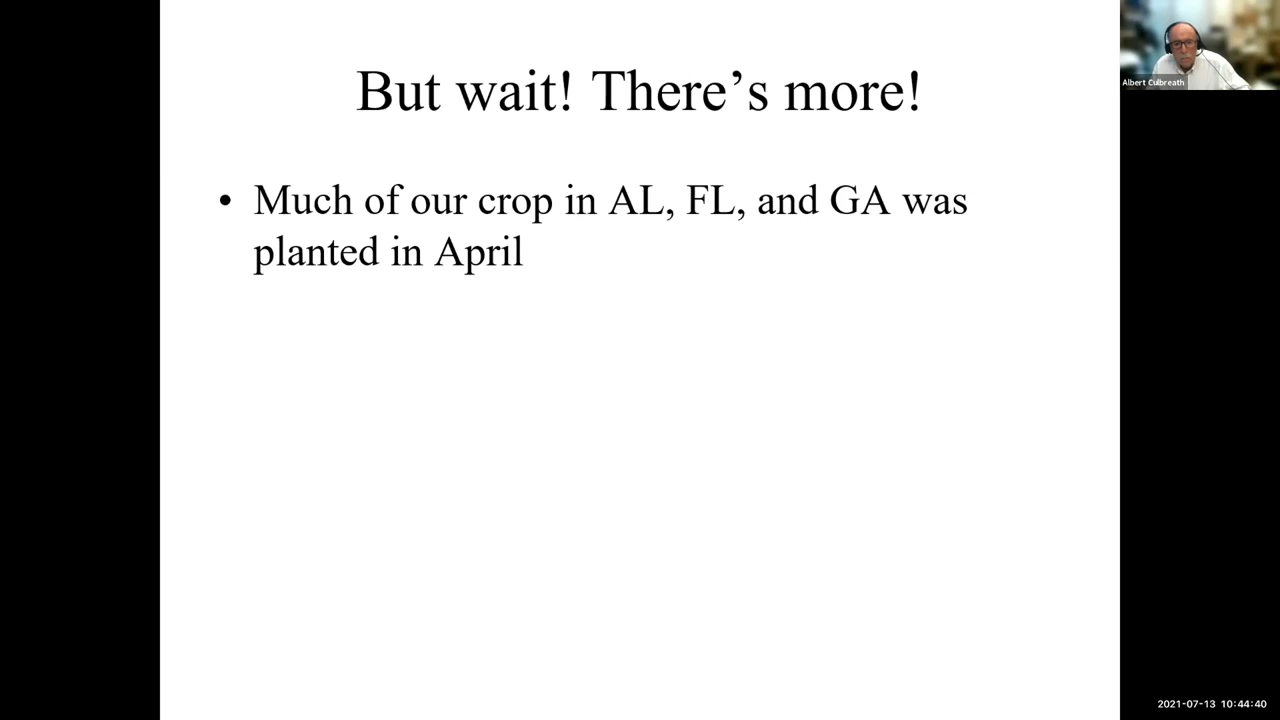 But wait! There’s more!
• Much of our crop in AL, FL, and GA was
planted in April
Albert Culbreath
2021-07-13 10:44:40